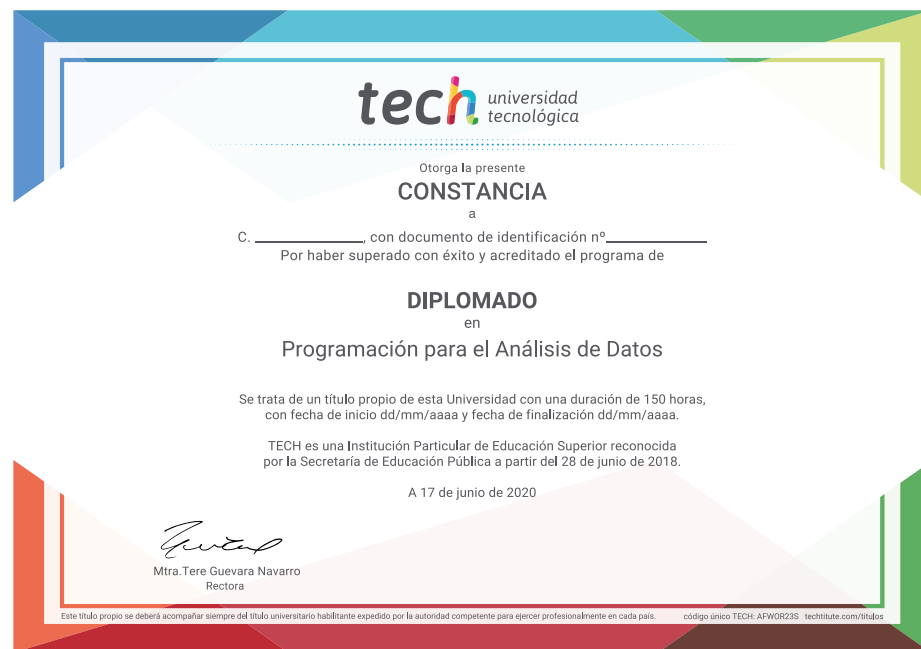 tech universidad
tecnológica
Otorga la presente
CONSTANCIA
a
C. ______________, con documento de identificación nº______________
Por haber superado con éxito y acreditado el programa de
DIPLOMADO
en
Programación para el Análisis de Datos
Se trata de un título propio de esta Universidad con una duración de 150 horas,
con fecha de inicio dd/mm/aaaa y fecha de finalización dd/mm/aaaa.
TECH es una Institución Particular de Educación Superior reconocida
por la Secretaría de Educación Pública a partir del 28 de junio de 2018.
A 17 de junio de 2020
Mtra.Tere Guevara Navarro
Rectora
Este título propio se deberá acompañar siempre del título universitario habilitante expedido por la autoridad competente para ejercer profesionalmente en cada país. código único TECH: AFWOR23S techtitute.com/titulos